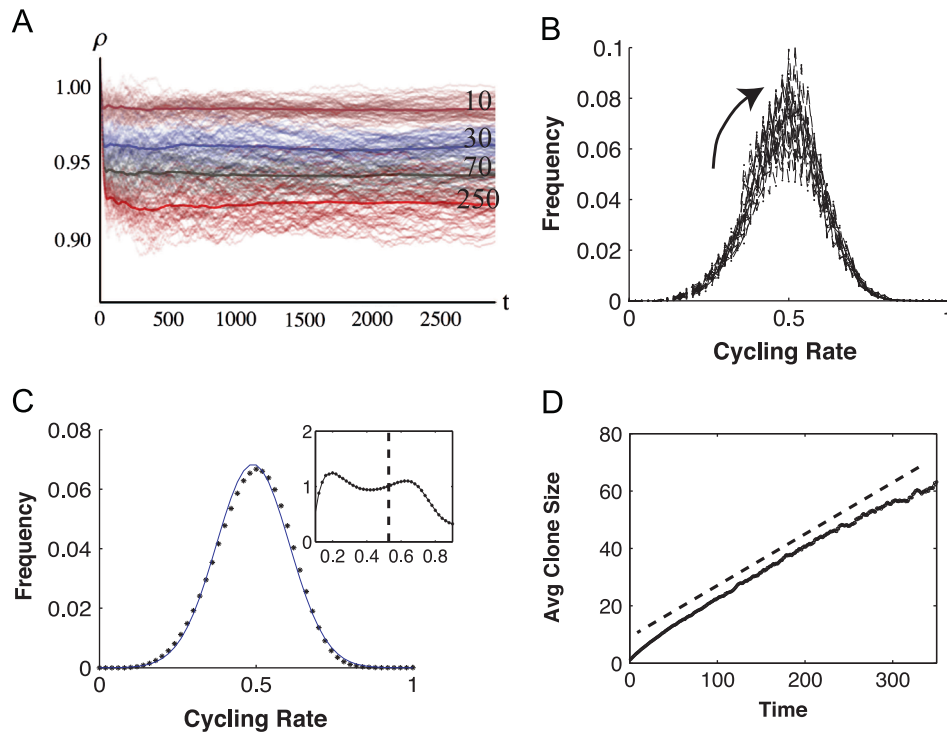 A
ρ
1.00
0.95
0.90
10
30
70
250
t
0 500 1000 1500 2000 2500
B
Frequency
0.1
0.08
0.06
0.04
0.02
0
0 0.5 1
Cycling Rate
C
Frequency
0.08
0.06
0.04
0.02
0
0 0.5 1
Cycling Rate
2
1
0
0.2 0.4 0.6 0.8
D
Avg Clone Size
80
60
40
20
0
0 100 200 300
Time